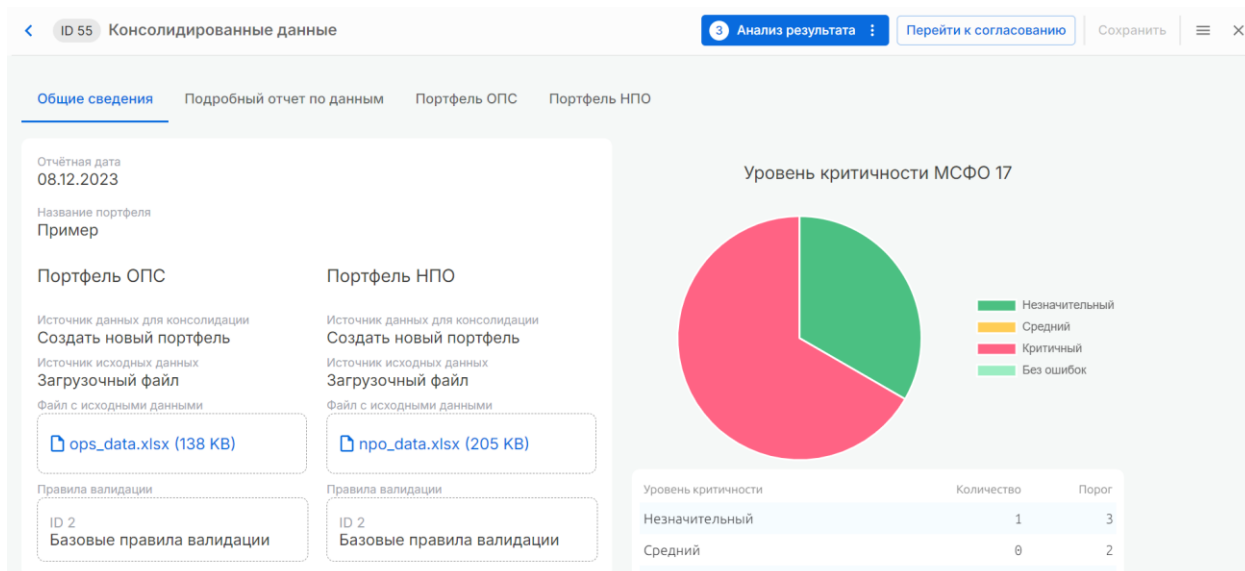 ID 55 Консолидированные данные
3 Анализ результата
Перейти к согласованию
Сохранить
Общие сведения
Подробный отчет по данным
Портфель ОПС
Портфель НПО
Отчётная дата
08.12.2023
Название портфеля
Пример
Портфель ОПС
Источник данных для консолидации
Создать новый портфель
Источник исходных данных
Загрузочный файл
Файл с исходными данными
ops_data.xlsx (138 KB)
Правила валидации
ID 2
Базовые правила валидации
Портфель НПО
Источник данных для консолидации
Создать новый портфель
Источник исходных данных
Загрузочный файл
Файл с исходными данными
npo_data.xlsx (205 KB)
Правила валидации
ID 2
Базовые правила валидации
Уровень критичности МСФО 17
Незначительный
Средний
Критичный
Без ошибок
Уровень критичности Количество Порог
Незначительный 1 3
Средний 0 2